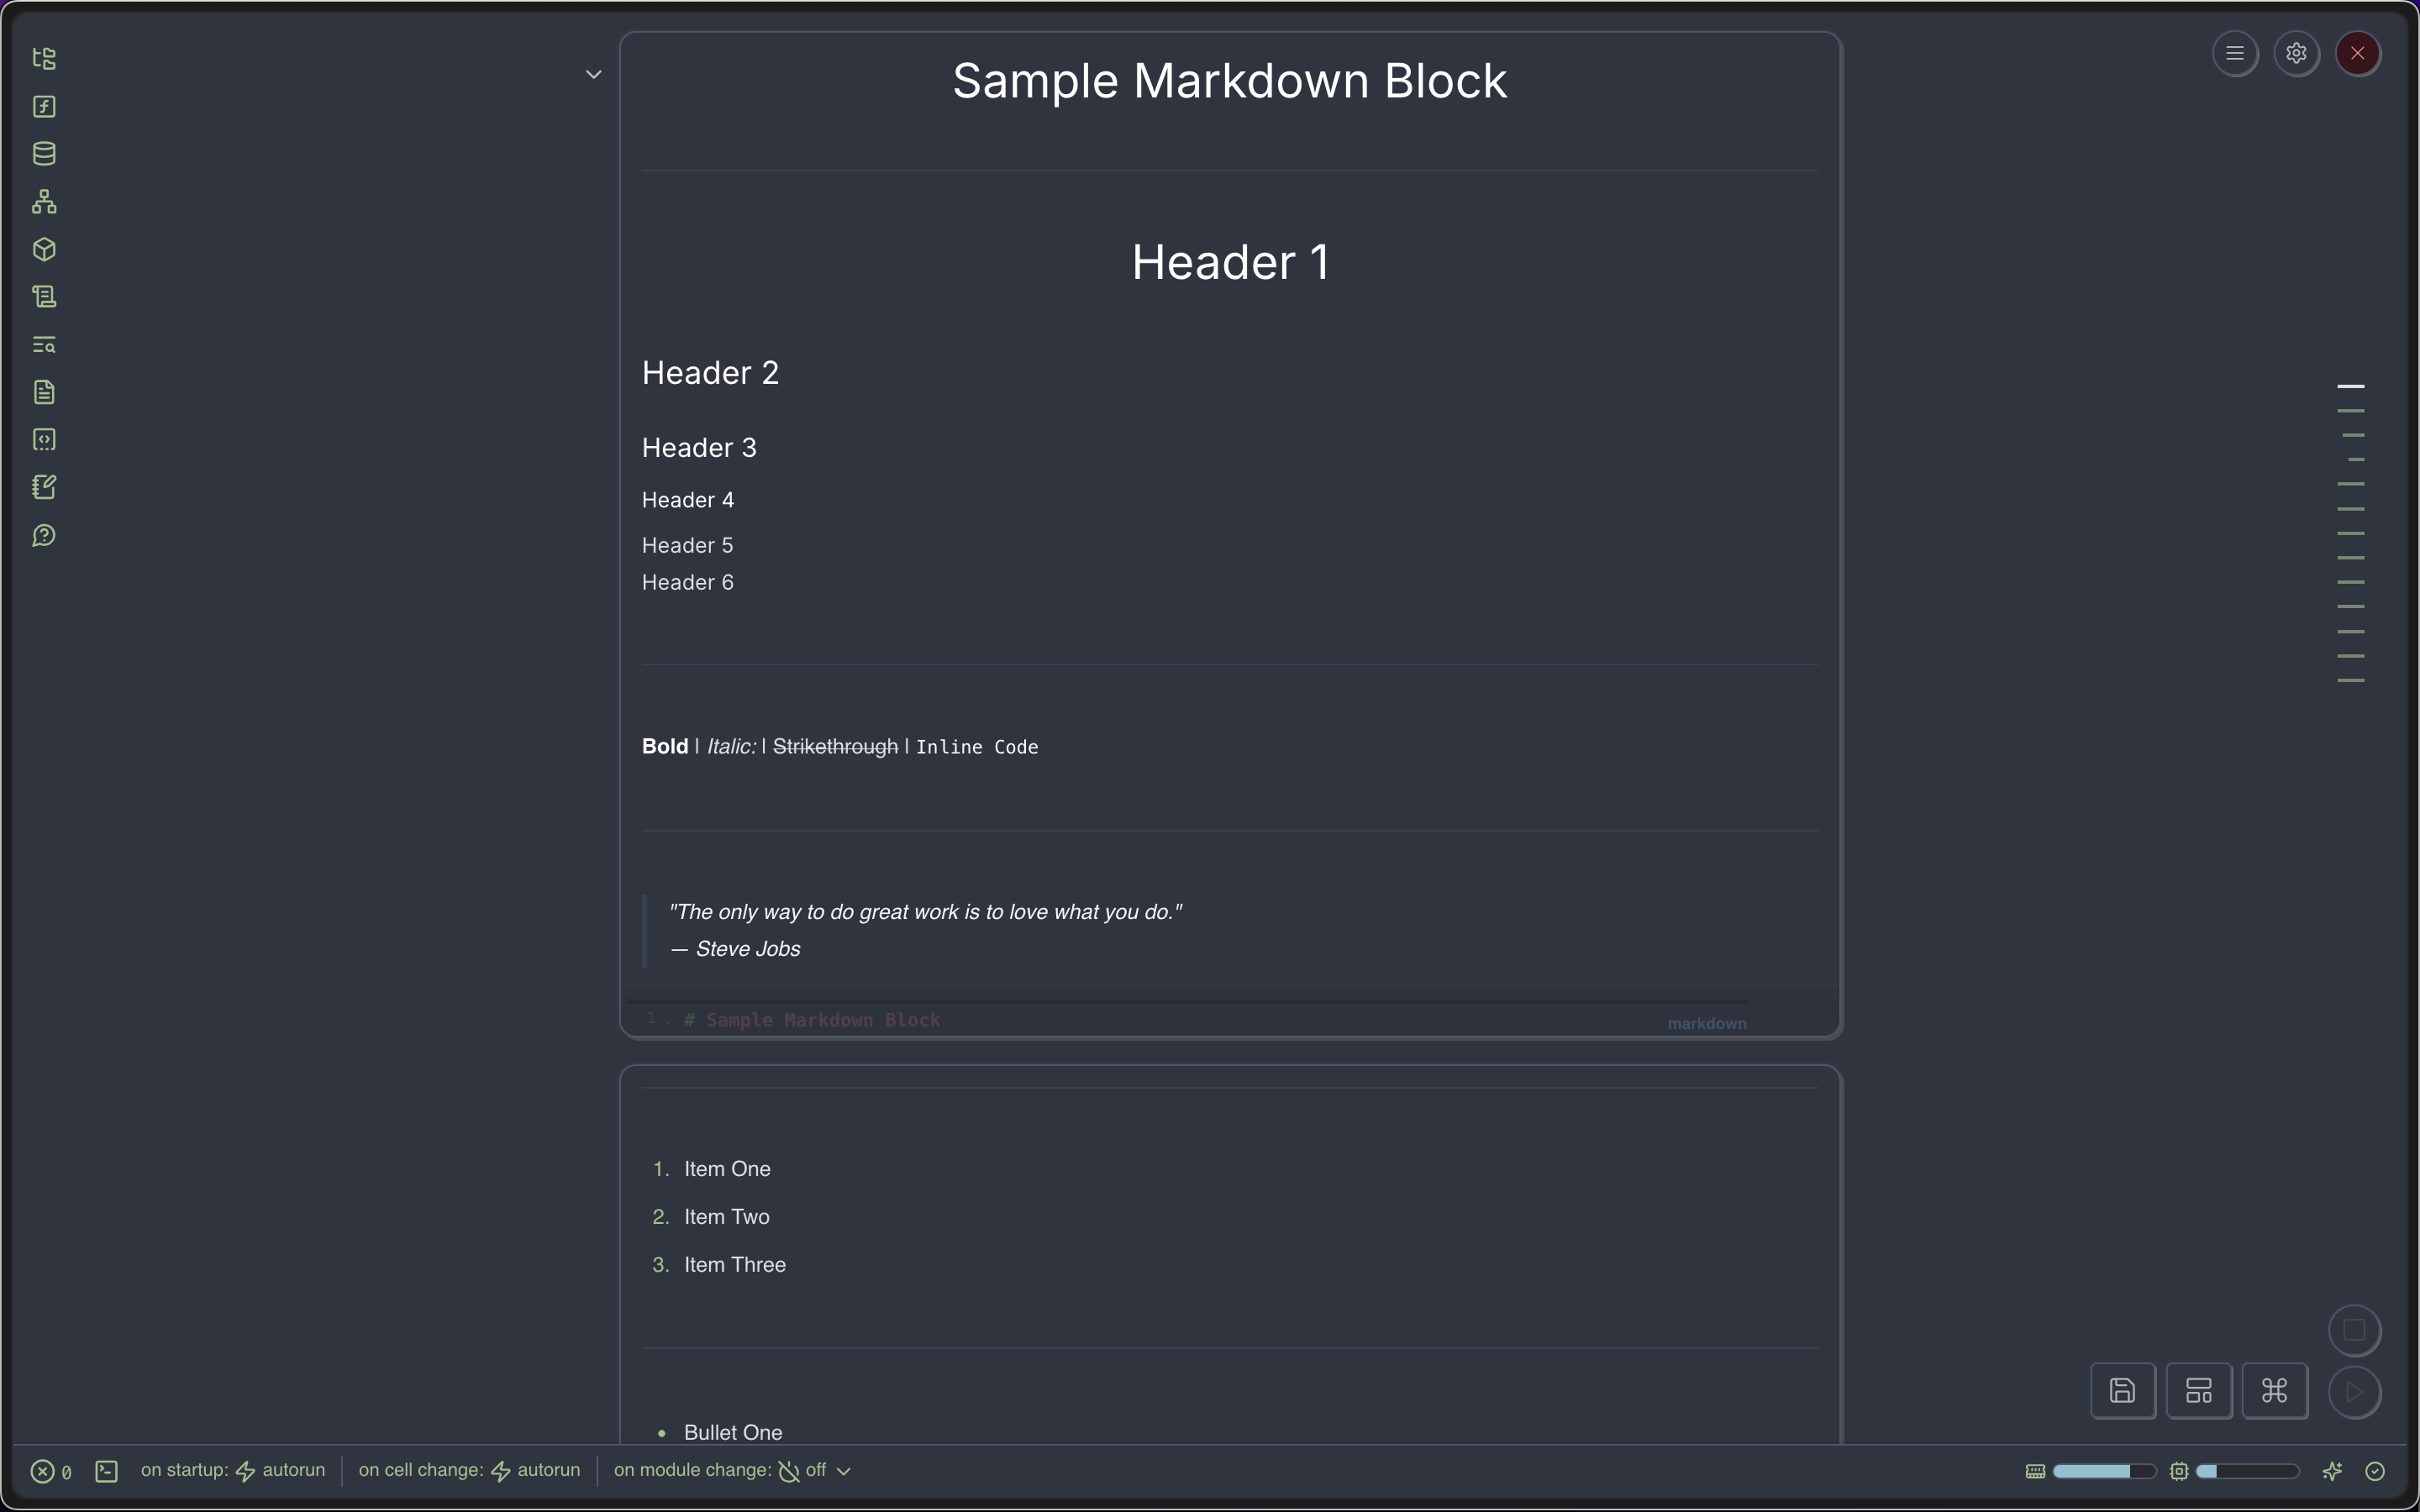 Sample Markdown Block
Header 1
Header 2
Header 3
Header 4
Header 5
Header 6
Bold | Italic: | Strikethrough | Inline Code
"The only way to do great work is to love what you do."
— Steve Jobs
1 # Sample Markdown Block
markdown
1. Item One
2. Item Two
3. Item Three
• Bullet One
0 on startup: autorun on cell change: autorun on module change: off